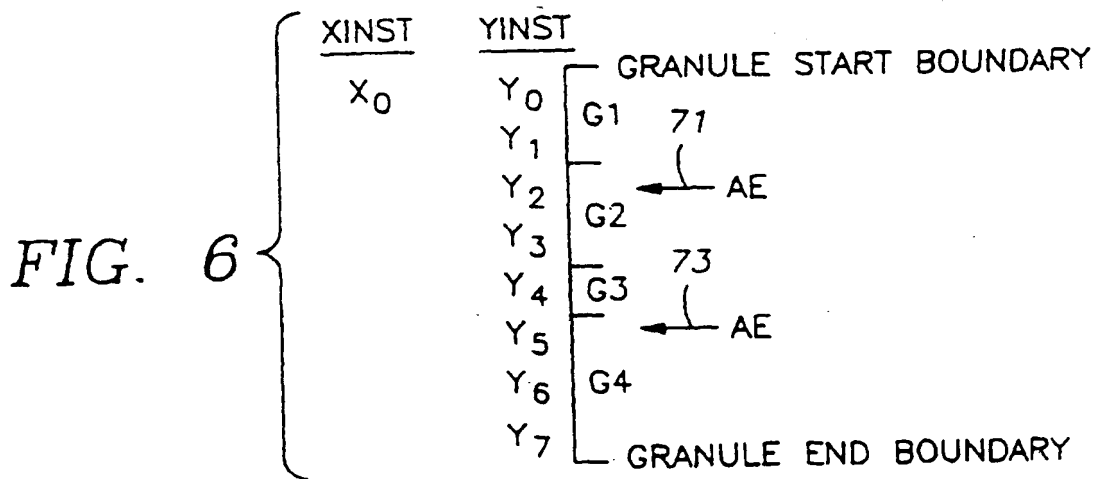 XINST YINST
GRANULE START BOUNDARY
X0 Y0
G1 71
Y1
Y2 AE
G2
Y3
FIG. 6 73
Y4 G3
Y5 AE
Y6 G4
Y7
GRANULE END BOUNDARY